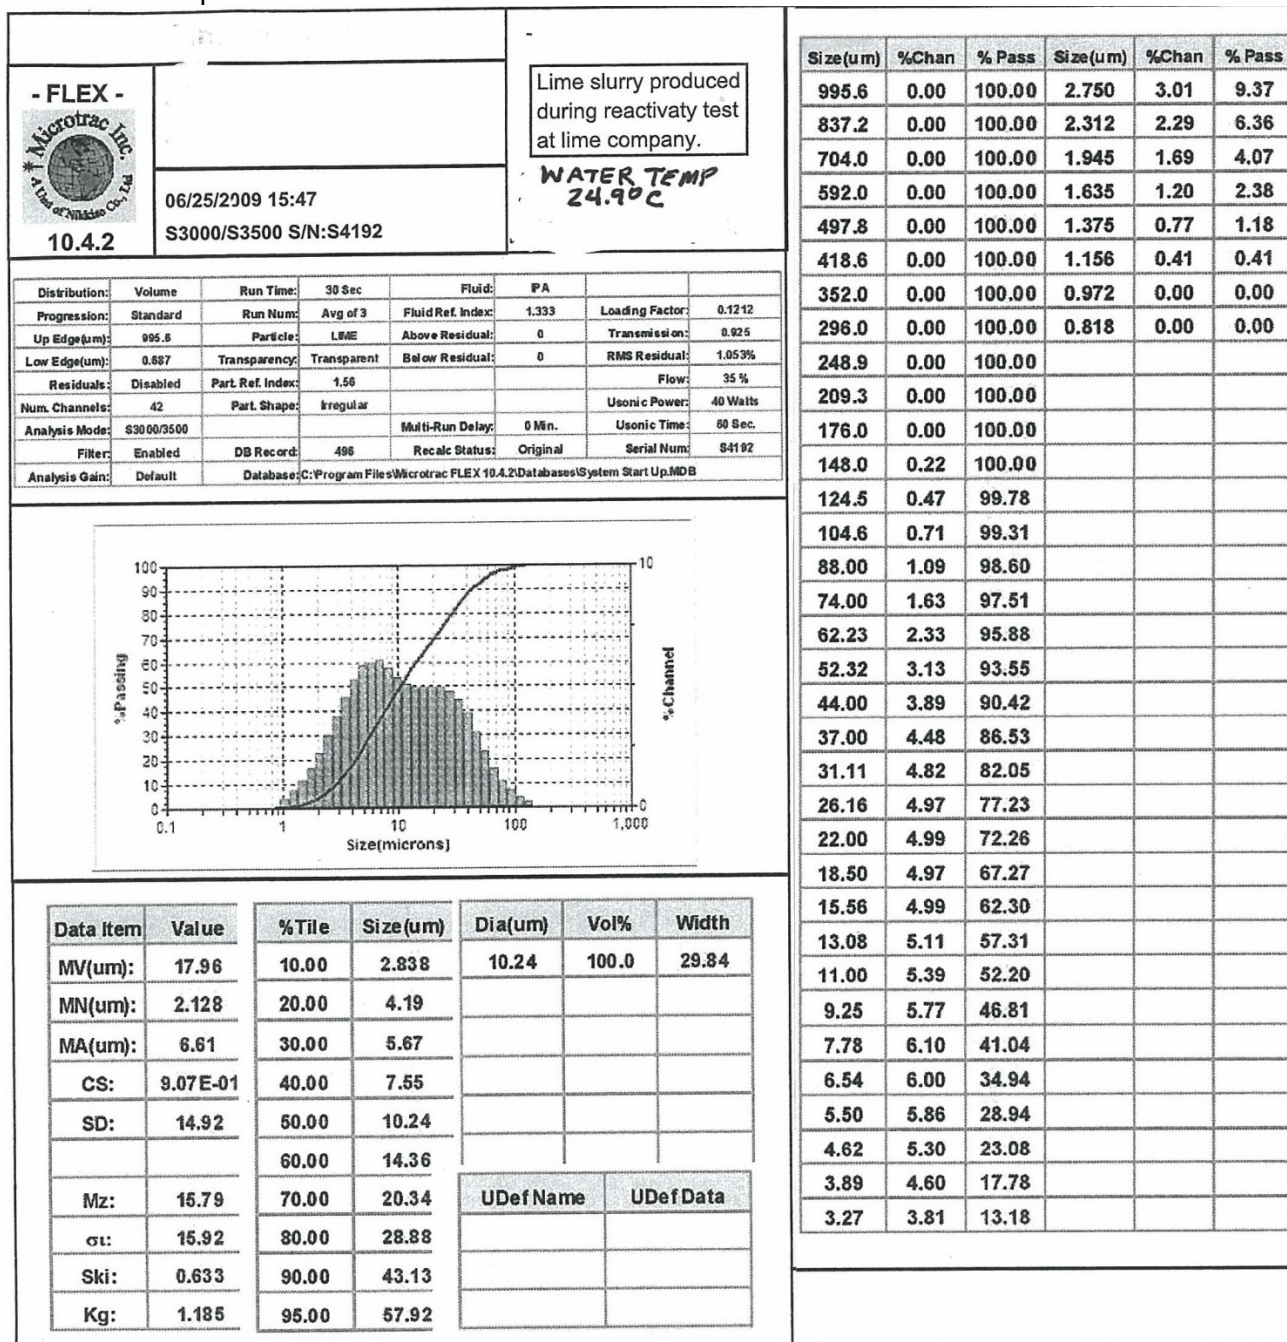 - FLEX -
* Microtrac Inc.
A Unit of Nikkiso Co., Ltd
10.4.2
06/25/2009 15:47
S3000/S3500 S/N:S4192
-
Lime slurry produced
during reactivaty test
at lime company.
WATER TEMP
24.9°C
Distribution: Volume Run Time: 30 Sec Fluid: IPA
Progression: Standard Run Num: Avg of 3 Fluid Ref. Index: 1.333 Loading Factor: 0.1212
Up Edge(um): 995.6 Particle: LIME Above Residual: 0 Transmission: 0.925
Low Edge(um): 0.687 Transparency: Transparent Below Residual: 0 RMS Residual: 1.053%
Residuals: Disabled Part. Ref. Index: 1.56 Flow: 35 %
Num. Channels: 42 Part. Shape: Irregular Usonic Power: 40 Watts
Analysis Mode: S3000/3500 Multi-Run Delay: 0 Min. Usonic Time: 60 Sec.
Filter: Enabled DB Record: 496 Recalc Status: Original Serial Num: S4192
Analysis Gain: Default Database: C:\Program Files\Microtrac FLEX 10.4.2\Databases\System Start Up.MDB
%Passing
100
90
80
70
60
50
40
30
20
10
0
0.1 1 10 100 1,000
Size(microns)
10
0
%Channel
Data Item Value
MV(um): 17.96
MN(um): 2.128
MA(um): 6.61
CS: 9.07E-01
SD: 14.92
Mz: 15.79
σι: 15.92
Ski: 0.633
Kg: 1.185
%Tile Size(um)
10.00 2.838
20.00 4.19
30.00 5.67
40.00 7.55
50.00 10.24
60.00 14.36
70.00 20.34
80.00 28.88
90.00 43.13
95.00 57.92
Dia(um) Vol% Width
10.24 100.0 29.84
UDef Name UDef Data
Size(um) %Chan % Pass Size(um) %Chan % Pass
995.6 0.00 100.00 2.750 3.01 9.37
837.2 0.00 100.00 2.312 2.29 6.36
704.0 0.00 100.00 1.945 1.69 4.07
592.0 0.00 100.00 1.635 1.20 2.38
497.8 0.00 100.00 1.375 0.77 1.18
418.6 0.00 100.00 1.156 0.41 0.41
352.0 0.00 100.00 0.972 0.00 0.00
296.0 0.00 100.00 0.818 0.00 0.00
248.9 0.00 100.00
209.3 0.00 100.00
176.0 0.00 100.00
148.0 0.22 100.00
124.5 0.47 99.78
104.6 0.71 99.31
88.00 1.09 98.60
74.00 1.63 97.51
62.23 2.33 95.88
52.32 3.13 93.55
44.00 3.89 90.42
37.00 4.48 86.53
31.11 4.82 82.05
26.16 4.97 77.23
22.00 4.99 72.26
18.50 4.97 67.27
15.56 4.99 62.30
13.08 5.11 57.31
11.00 5.39 52.20
9.25 5.77 46.81
7.78 6.10 41.04
6.54 6.00 34.94
5.50 5.86 28.94
4.62 5.30 23.08
3.89 4.60 17.78
3.27 3.81 13.18